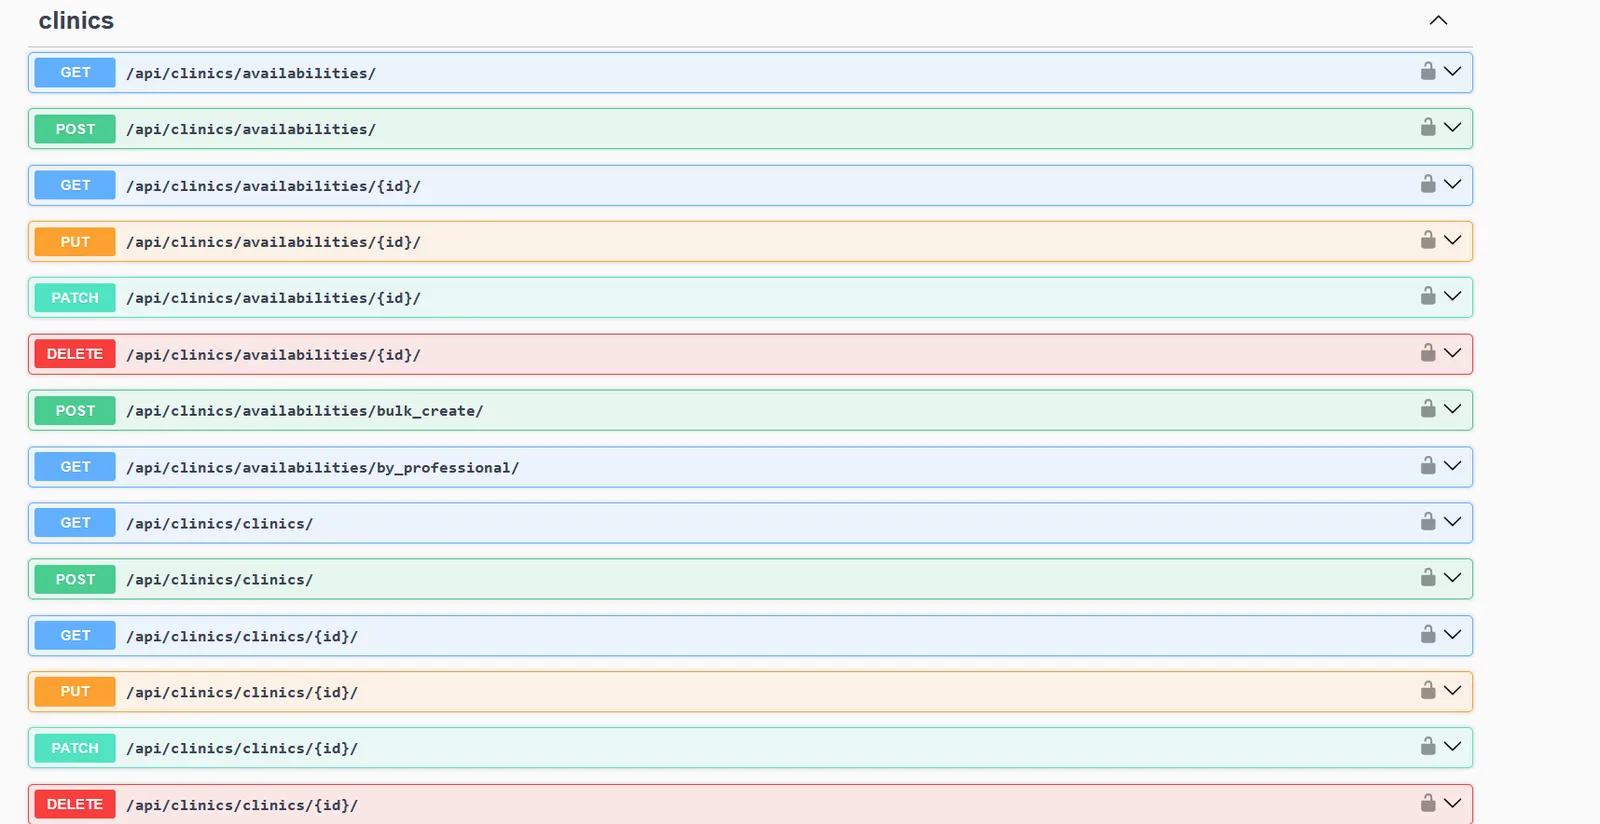 clinics
GET /api/clinics/availabilities/
POST /api/clinics/availabilities/
GET /api/clinics/availabilities/{id}/
PUT /api/clinics/availabilities/{id}/
PATCH /api/clinics/availabilities/{id}/
DELETE /api/clinics/availabilities/{id}/
POST /api/clinics/availabilities/bulk_create/
GET /api/clinics/availabilities/by_professional/
GET /api/clinics/clinics/
POST /api/clinics/clinics/
GET /api/clinics/clinics/{id}/
PUT /api/clinics/clinics/{id}/
PATCH /api/clinics/clinics/{id}/
DELETE /api/clinics/clinics/{id}/